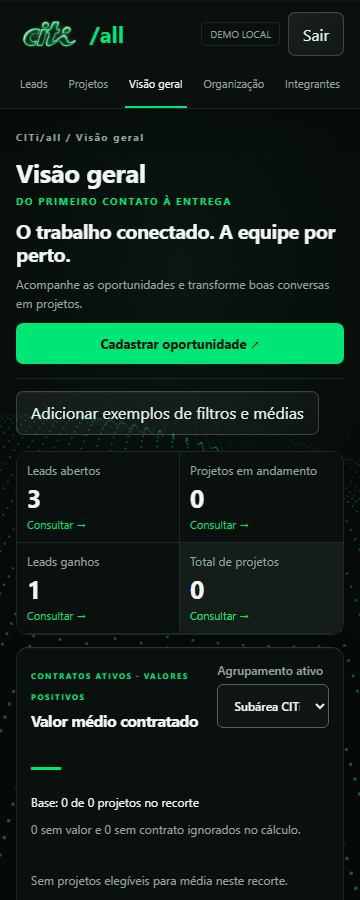 citi /all
DEMO LOCAL
Sair
Leads Projetos Visão geral Organização Integrantes
CITi/all / Visão geral
Visão geral
DO PRIMEIRO CONTATO À ENTREGA
O trabalho conectado. A equipe por
perto.
Acompanhe as oportunidades e transforme boas conversas
em projetos.
Cadastrar oportunidade ↗
Adicionar exemplos de filtros e médias
Leads abertos
3
Consultar →
Projetos em andamento
0
Consultar →
Leads ganhos
1
Consultar →
Total de projetos
0
Consultar →
CONTRATOS ATIVOS · VALORES
POSITIVOS
Valor médio contratado
Agrupamento ativo
Subárea CITi
—
Base: 0 de 0 projetos no recorte
0 sem valor e 0 sem contrato ignorados no cálculo.
Sem projetos elegíveis para média neste recorte.